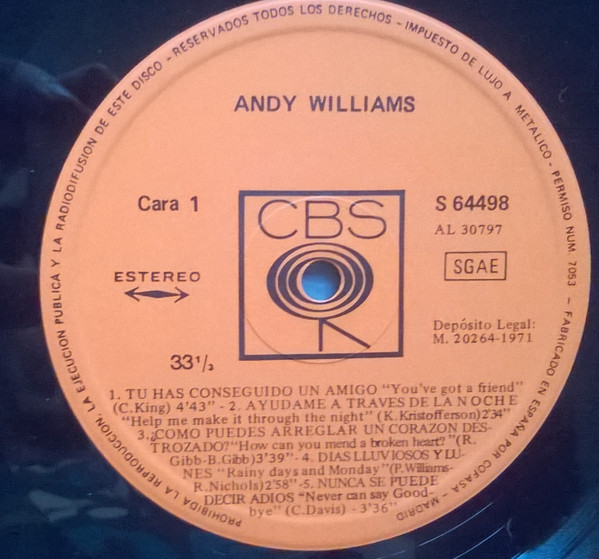 RESERVADOS TODOS LOS DERECHOS - IMPUESTO DE LUJO A METALICO - PERMISO NUM. 7053 - FABRICADO EN ESPAÑA POR COFASA - MADRID
PROHIBIDA LA REPRODUCCION, LA EJECUCION PUBLICA Y LA RADIODIFUSION DE ESTE DISCO -
ANDY WILLIAMS
Cara 1
CBS
S 64498
AL 30797
SGAE
ESTEREO
Depósito Legal:
M. 20264-1971
33 1/3
1. TU HAS CONSEGUIDO UN AMIGO "You've got a friend"
(C. King) 4'43" - 2. AYUDAME A TRAVES DE LA NOCHE
"Help me make it through the night" (K. Kristofferson) 2'34"
3. ¿COMO PUEDES ARREGLAR UN CORAZON DES-
TROZADO? "How can you mend a broken heart?" (R.
Gibb-B. Gibb) 3'39" - 4. DIAS LLUVIOSOS Y LU-
NES "Rainy days and Monday" (P. Williams-
R. Nichols) 2'58" - 5. NUNCA SE PUEDE
DECIR ADIOS "Never can say Good-
bye" (C. Davis) - 3'36"